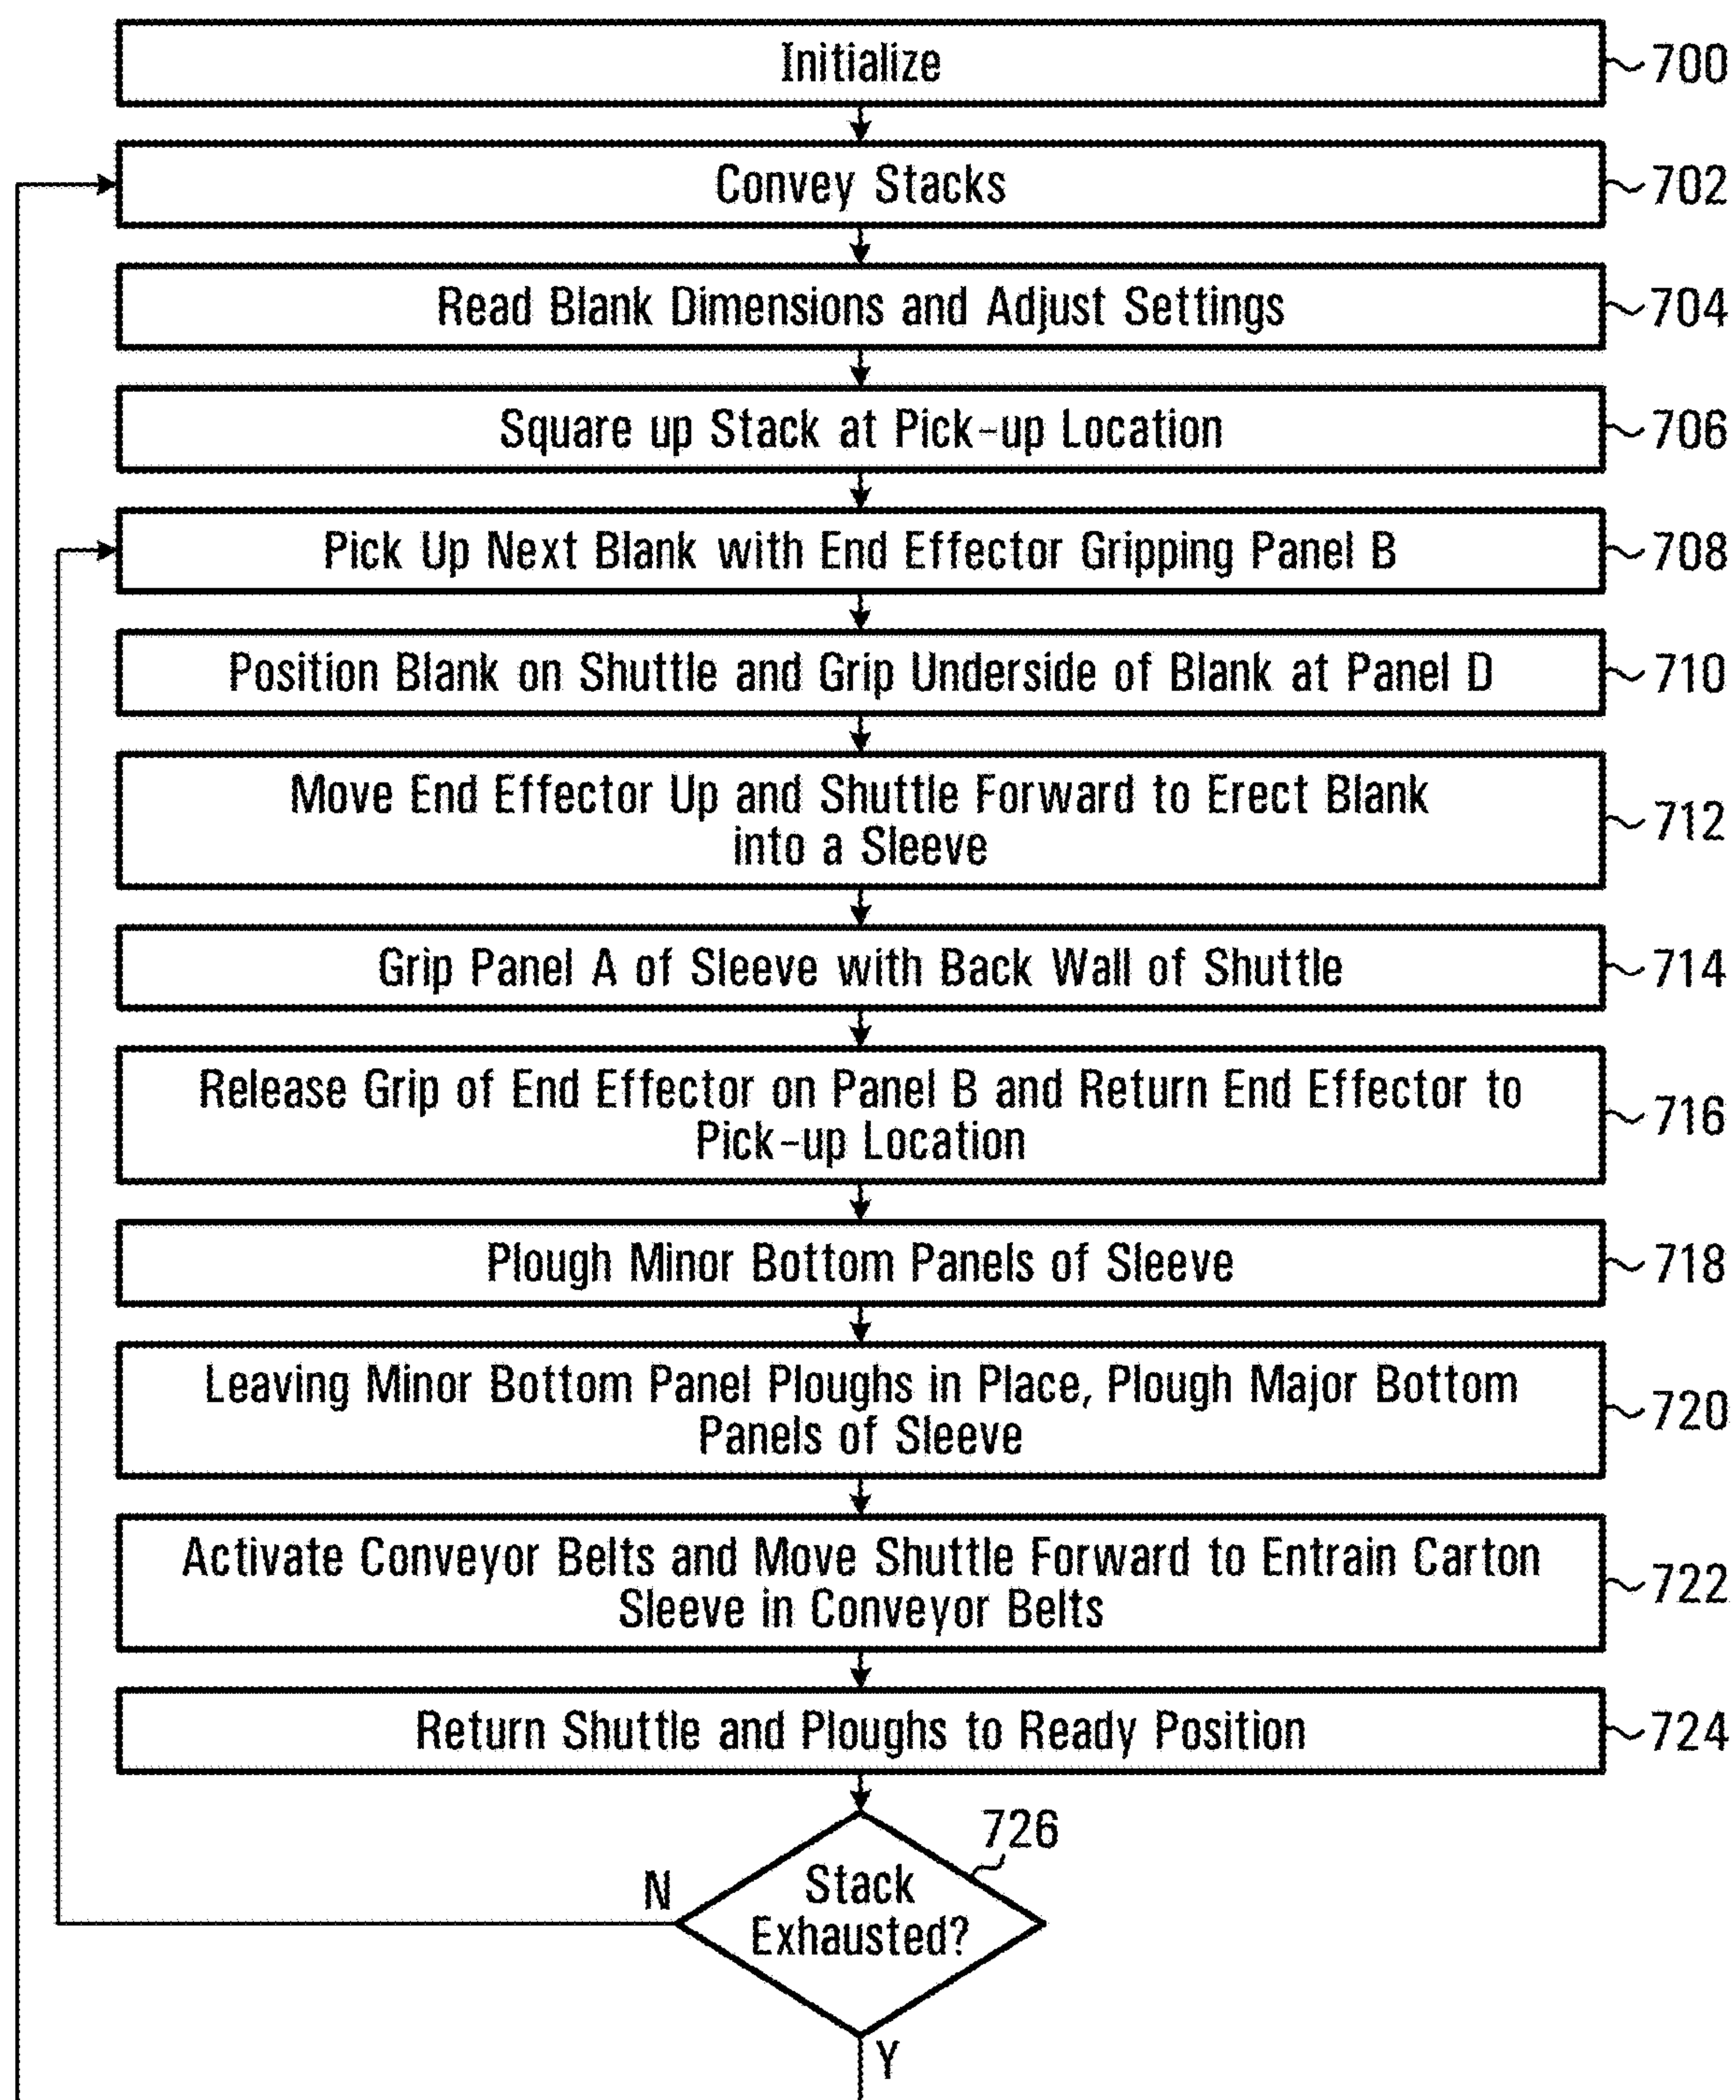 Initialize
700
Convey Stacks
702
Read Blank Dimensions and Adjust Settings
704
Square up Stack at Pick-up Location
706
Pick Up Next Blank with End Effector Gripping Panel B
708
Position Blank on Shuttle and Grip Underside of Blank at Panel D
710
Move End Effector Up and Shuttle Forward to Erect Blank
into a Sleeve
712
Grip Panel A of Sleeve with Back Wall of Shuttle
714
Release Grip of End Effector on Panel B and Return End Effector to
Pick-up Location
716
Plough Minor Bottom Panels of Sleeve
718
Leaving Minor Bottom Panel Ploughs in Place, Plough Major Bottom
Panels of Sleeve
720
Activate Conveyor Belts and Move Shuttle Forward to Entrain Carton
Sleeve in Conveyor Belts
722
Return Shuttle and Ploughs to Ready Position
724
726
N
Stack
Exhausted?
Y